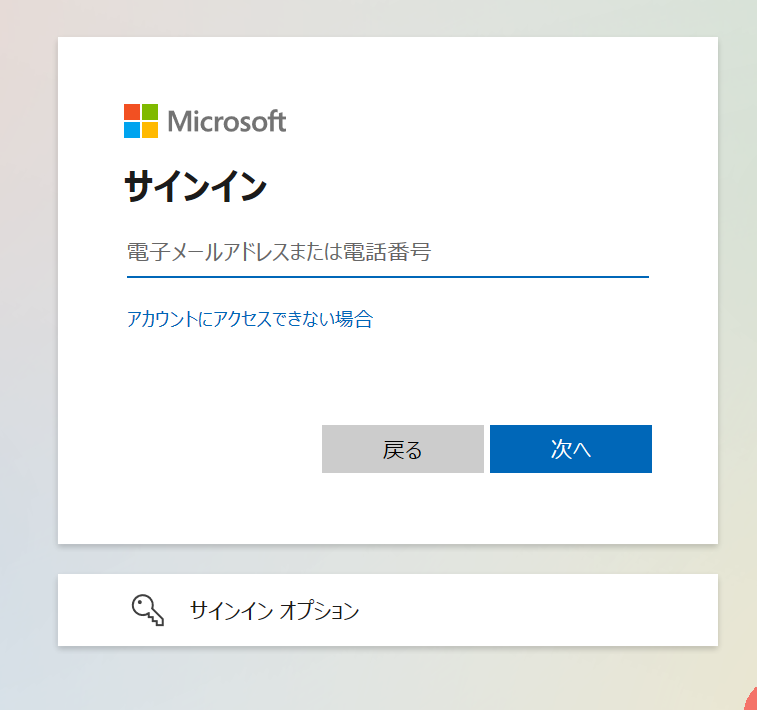 Microsoft
サインイン
電子メールアドレスまたは電話番号
アカウントにアクセスできない場合
戻る
次へ
サインイン オプション